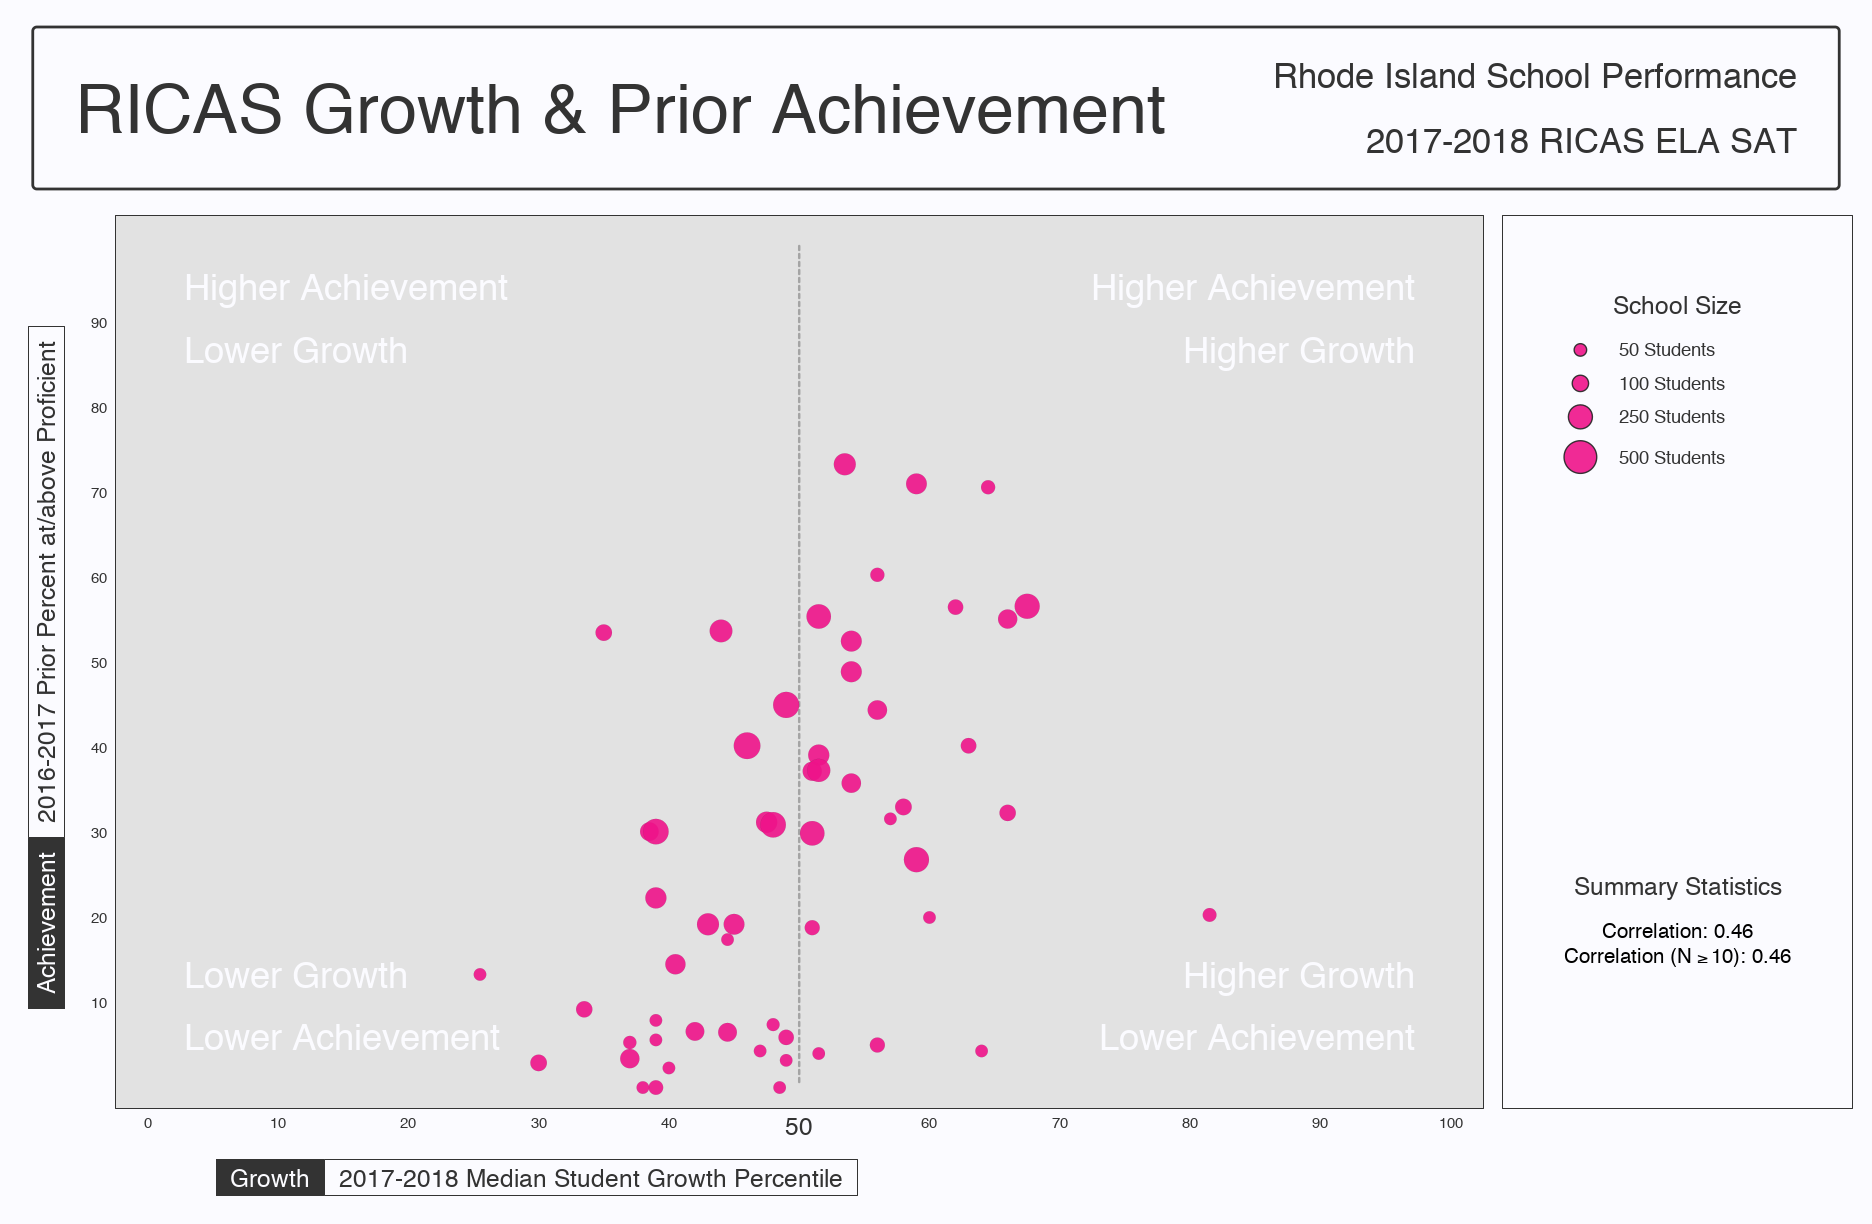 RICAS Growth & Prior Achievement
Rhode Island School Performance
2017-2018 RICAS ELA SAT
Higher Achievement
Lower Growth
Higher Achievement
Higher Growth
Lower Growth
Lower Achievement
Higher Growth
Lower Achievement
90
80
70
60
50
40
30
20
10
Achievement 2016-2017 Prior Percent at/above Proficient
0 10 20 30 40 50 60 70 80 90 100
Growth 2017-2018 Median Student Growth Percentile
School Size
50 Students
100 Students
250 Students
500 Students
Summary Statistics
Correlation: 0.46
Correlation (N ≥ 10): 0.46